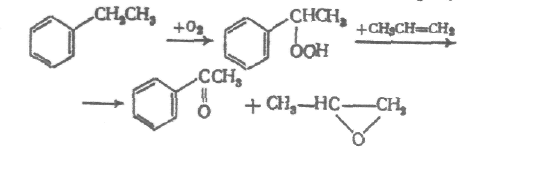 CH₂CH₃ +O₂ CHCH₃ OOH +CH₃CH=CH₂
CCH₃ O + CH₃—HC—CH₂ O